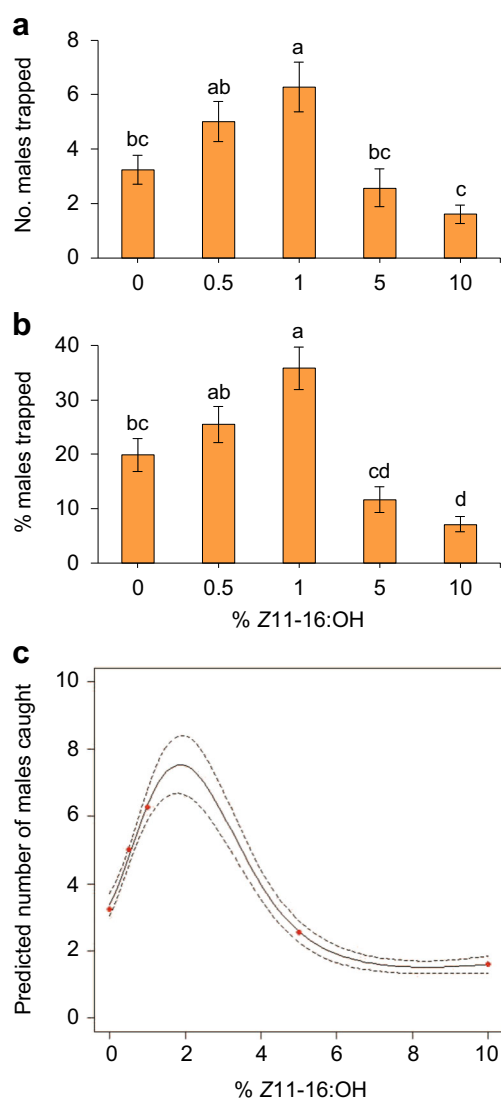 a
No. males trapped
8
6
4
2
0
bc
ab
a
bc
c
0 0.5 1 5 10
b
% males trapped
40
30
20
10
0
bc
ab
a
cd
d
0 0.5 1 5 10
% Z11-16:OH
c
Predicted number of males caught
10
8
6
4
2
0
0 2 4 6 8 10
% Z11-16:OH